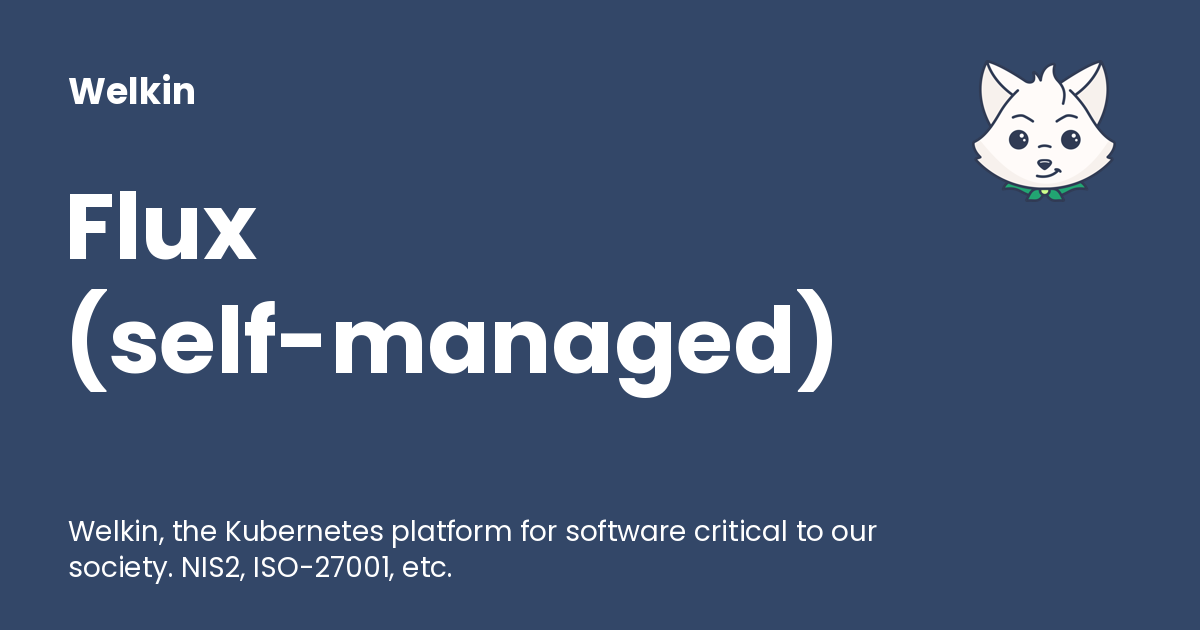 Welkin
Flux
(self-managed)
Welkin, the Kubernetes platform for software critical to our
society. NIS2, ISO-27001, etc.